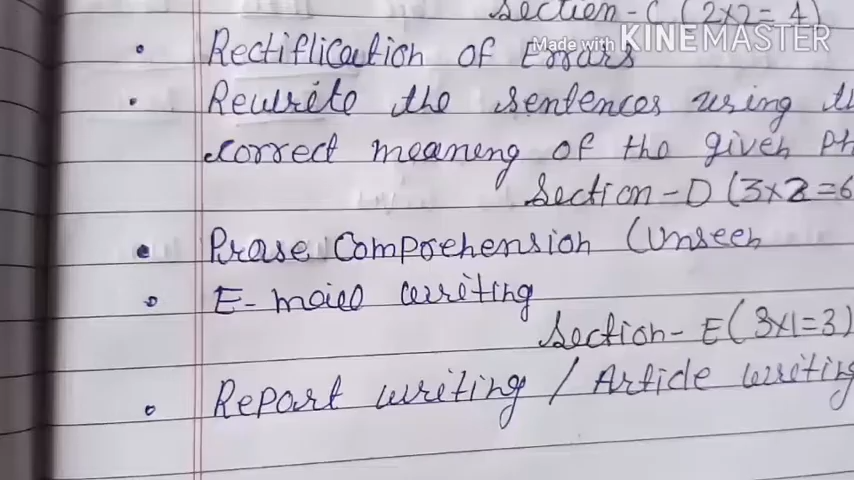 Section - C (2x2= 4)
Made with KINEMASTER
• Rectification of Errors
• Rewrite the sentences using
correct meaning of the given
Section - D (3x2=6
• Prose Comprehension (Unseen
• E-mail writing
Section - E (3x1=3)
• Report writing / Article writing